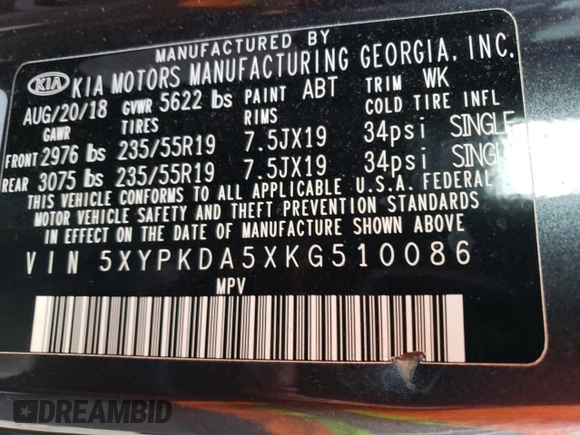 MANUFACTURED BY
KIA KIA MOTORS MANUFACTURING GEORGIA, INC.
AUG/20/18 GVWR 5622 lbs PAINT ABT TRIM WK
GAWR TIRES RIMS COLD TIRE INFL
FRONT 2976 lbs 235/55R19 7.5JX19 34psi SINGLE
REAR 3075 lbs 235/55R19 7.5JX19 34psi SINGLE
THIS VEHICLE CONFORMS TO ALL APPLICABLE U.S.A. FEDERAL
MOTOR VEHICLE SAFETY AND THEFT PREVENTION STANDARDS
IN EFFECT ON THE DATE OF MANUFACTURE SHOWN ABOVE
VIN 5XYPKDA5XKG510086
MPV
DREAMBID